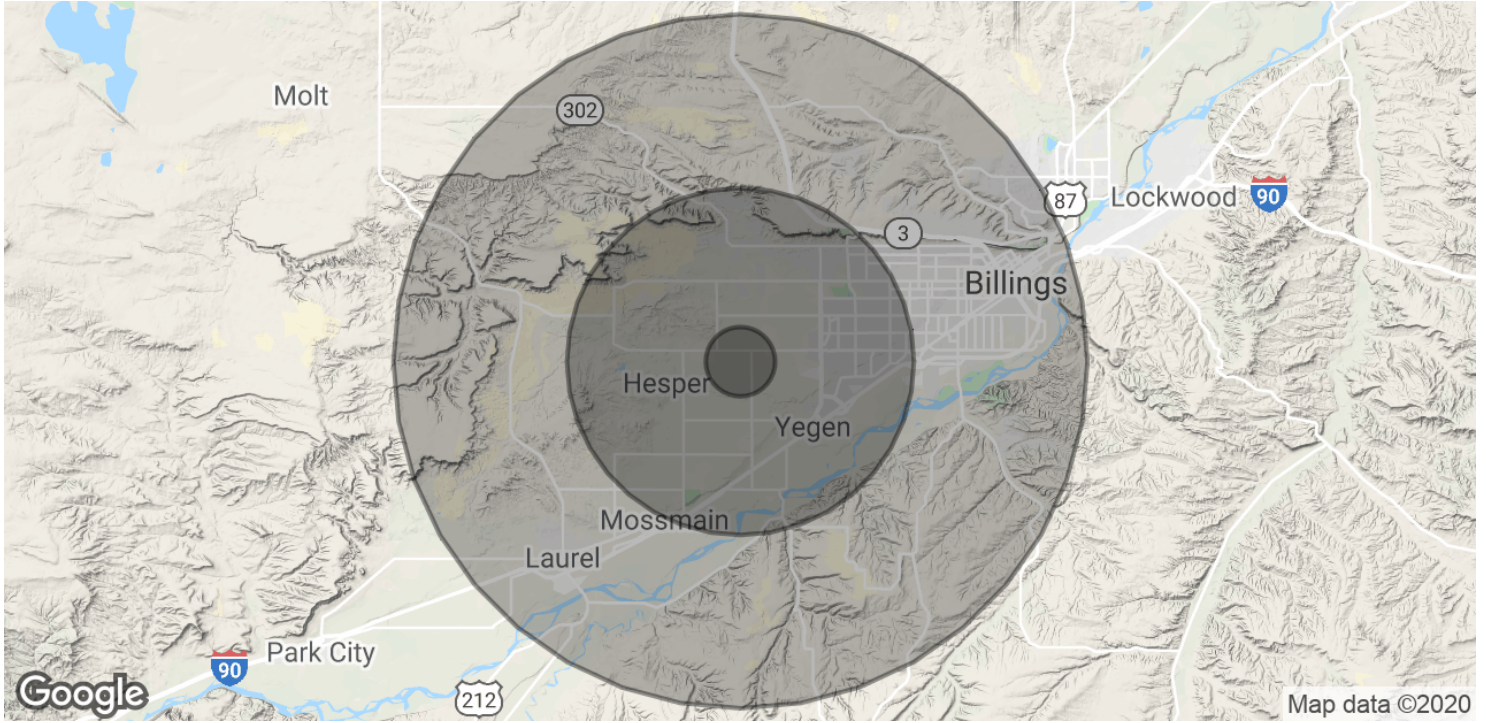 Molt
302
87
Lockwood
90
3
Billings
Hesper
Yegen
Mossmain
Laurel
Park City
90
212
Google
Map data ©2020